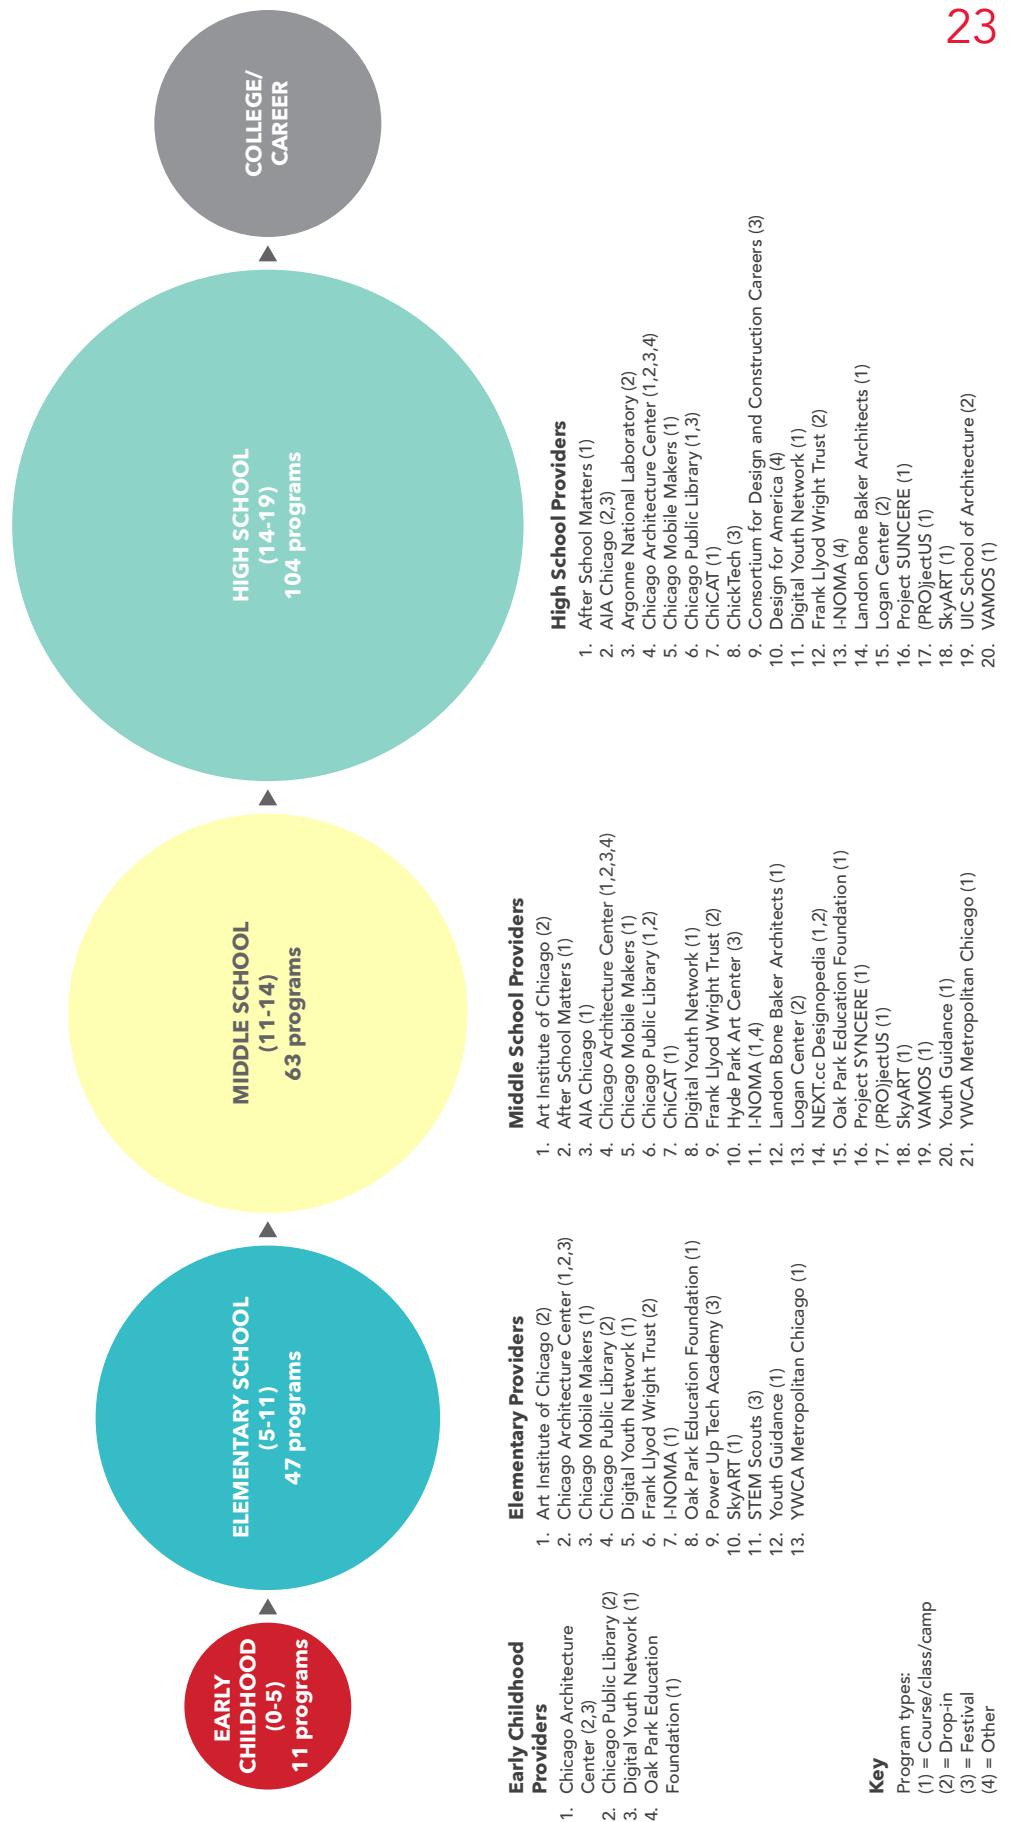 EARLY
CHILDHOOD
(0-5)
11 programs
ELEMENTARY SCHOOL
(5-11)
47 programs
MIDDLE SCHOOL
(11-14)
63 programs
HIGH SCHOOL
(14-19)
104 programs
COLLEGE/
CAREER
Early Childhood
Providers
1. Chicago Architecture
Center (2,3)
2. Chicago Public Library (2)
3. Digital Youth Network (1)
4. Oak Park Education
Foundation (1)
Elementary Providers
1. Art Institute of Chicago (2)
2. Chicago Architecture Center (1,2,3)
3. Chicago Mobile Makers (1)
4. Chicago Public Library (2)
5. Digital Youth Network (1)
6. Frank Llyod Wright Trust (2)
7. I-NOMA (1)
8. Oak Park Education Foundation (1)
9. Power Up Tech Academy (3)
10. SkyART (1)
11. STEM Scouts (3)
12. Youth Guidance (1)
13. YWCA Metropolitan Chicago (1)
Middle School Providers
1. Art Institute of Chicago (2)
2. After School Matters (1)
3. AIA Chicago (1)
4. Chicago Architecture Center (1,2,3,4)
5. Chicago Mobile Makers (1)
6. Chicago Public Library (1,2)
7. ChiCAT (1)
8. Digital Youth Network (1)
9. Frank Llyod Wright Trust (2)
10. Hyde Park Art Center (3)
11. I-NOMA (1,4)
12. Landon Bone Baker Architects (1)
13. Logan Center (2)
14. NEXT.cc Designopedia (1,2)
15. Oak Park Education Foundation (1)
16. Project SYNCERE (1)
17. (PRO)jectUS (1)
18. SkyART (1)
19. VAMOS (1)
20. Youth Guidance (1)
21. YWCA Metropolitan Chicago (1)
High School Providers
1. After School Matters (1)
2. AIA Chicago (2,3)
3. Argonne National Laboratory (2)
4. Chicago Architecture Center (1,2,3,4)
5. Chicago Mobile Makers (1)
6. Chicago Public Library (1,3)
7. ChiCAT (1)
8. ChickTech (3)
9. Consortium for Design and Construction Careers (3)
10. Design for America (4)
11. Digital Youth Network (1)
12. Frank Llyod Wright Trust (2)
13. I-NOMA (4)
14. Landon Bone Baker Architects (1)
15. Logan Center (2)
16. Project SUNCERE (1)
17. (PRO)jectUS (1)
18. SkyART (1)
19. UIC School of Architecture (2)
20. VAMOS (1)
Key
Program types:
(1) = Course/class/camp
(2) = Drop-in
(3) = Festival
(4) = Other
23